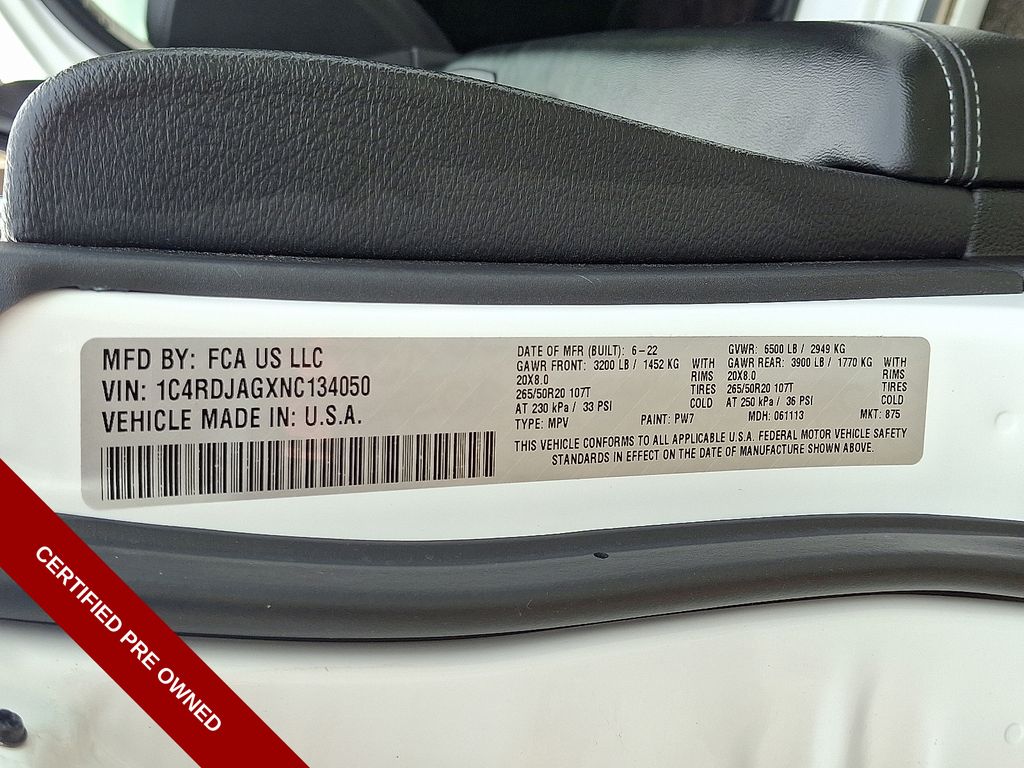 MFD BY: FCA US LLC
VIN: 1C4RDJAGXNC134050
VEHICLE MADE IN: U.S.A.
DATE OF MFR (BUILT): 6-22
GAWR FRONT: 3200 LB / 1452 KG WITH
20X8.0 RIMS
265/50R20 107T TIRES
AT 230 kPa / 33 PSI COLD
TYPE: MPV
GVWR: 6500 LB / 2949 KG
GAWR REAR: 3900 LB / 1770 KG WITH
20X8.0 RIMS
265/50R20 107T TIRES
AT 250 kPa / 36 PSI COLD
PAINT: PW7 MDH: 061113 MKT: 875
THIS VEHICLE CONFORMS TO ALL APPLICABLE U.S.A. FEDERAL MOTOR VEHICLE SAFETY
STANDARDS IN EFFECT ON THE DATE OF MANUFACTURE SHOWN ABOVE.
CERTIFIED PRE OWNED